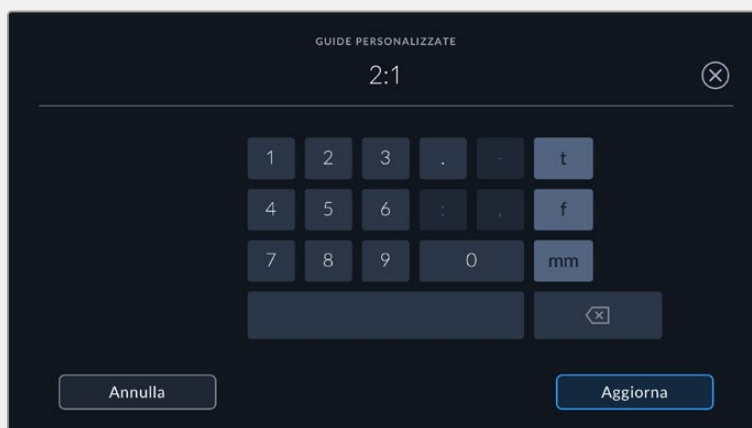 GUIDE PERSONALIZZATE
2:1
1 2 3 . - t
4 5 6 : , f
7 8 9 0 mm
Annulla Aggiorna